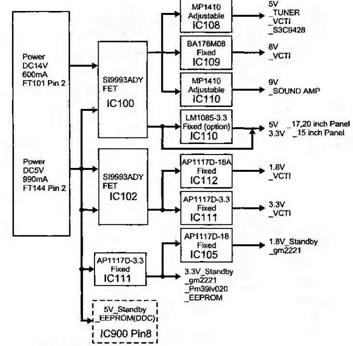 Power
DC14V
600mA
FT101 Pin 2
Power
DC5V
990mA
FT144 Pin 2
SI9993ADY
FET
IC100
SI9993ADY
FET
IC102
AP1117D-3.3
Fixed
IC111
5V_Standby
_EEPROM(DDC)
IC900 Pin8
MP1410
Adjustable
IC108
BA178M08
Fixed
IC109
MP1410
Adjustable
IC110
LM1085-3.3
Fixed (option)
IC110
AP1117D-18A
Fixed
IC112
AP1117D-3.3
Fixed
IC111
AP1117D-18
Fixed
IC105
5V
_TUNER
_VCTi
_S3C9428
8V
_VCTi
9V
_SOUND AMP
5V _17,20 inch Panel
3.3V _15 inch Panel
1.8V
_VCTi
3.3V
_VCTi
1.8V_Standby
_gm2221
3.3V_Standby
_gm2221
_Pm39lv020
_EEPROM